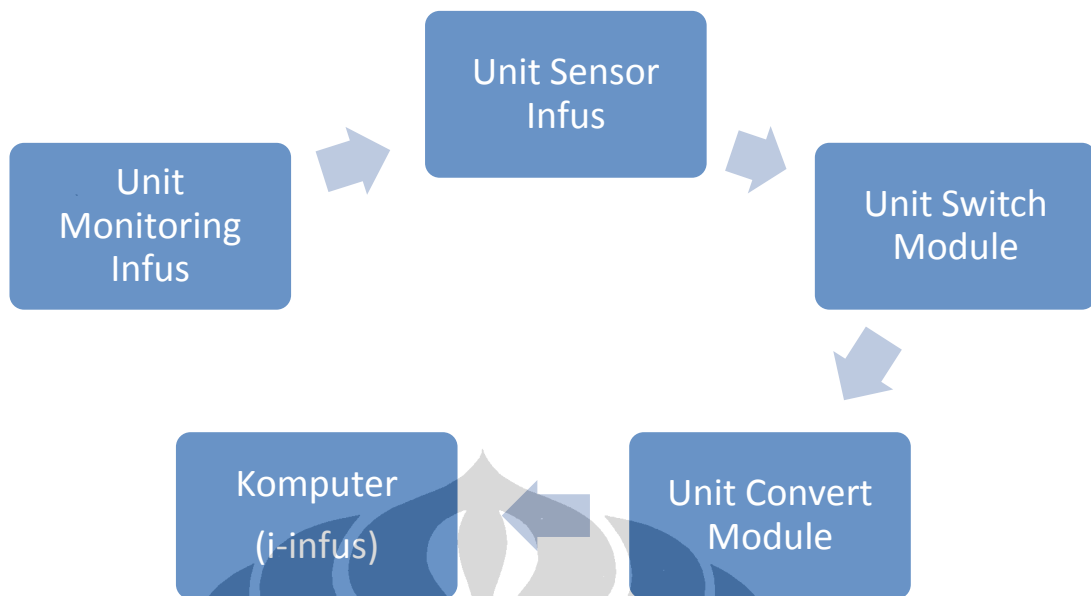 Unit Sensor
Infus
Unit
Monitoring
Infus
Unit Switch
Module
Komputer
(i-infus)
Unit Convert
Module